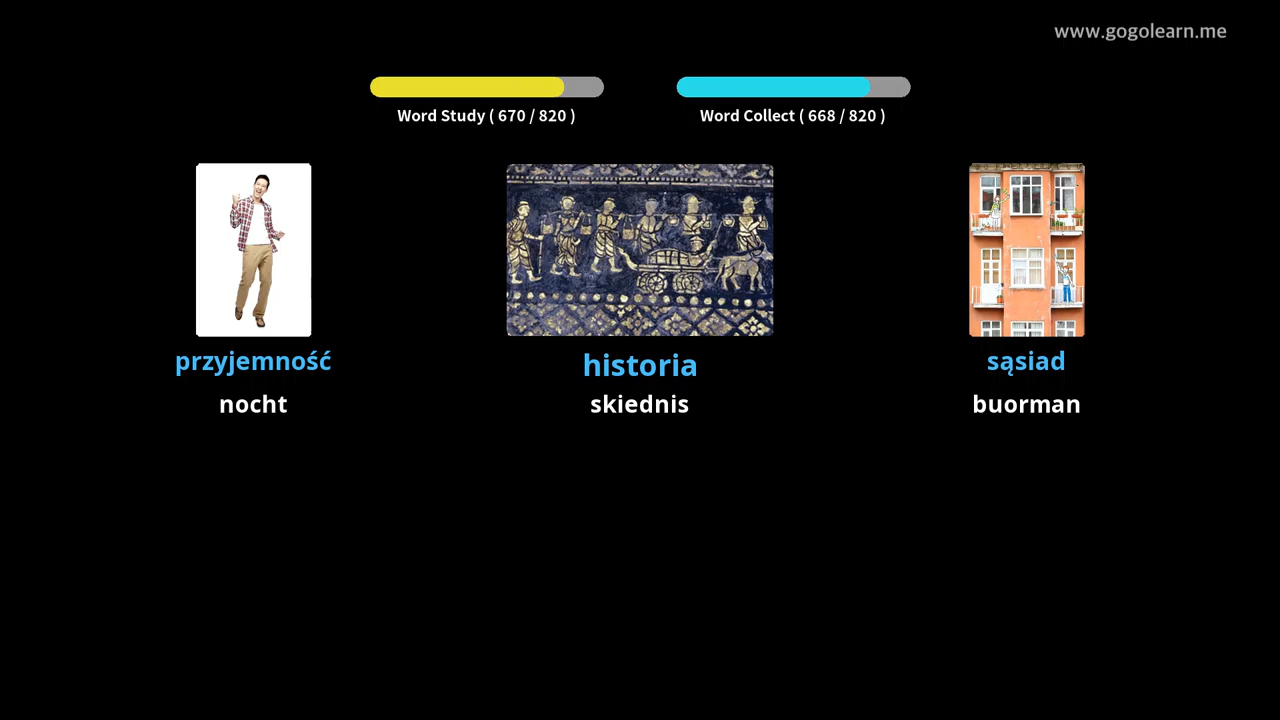 www.gogolearn.me
Word Study ( 670 / 820 )
Word Collect ( 668 / 820 )
przyjemność
historia
sąsiad
nocht
skiednis
buorman